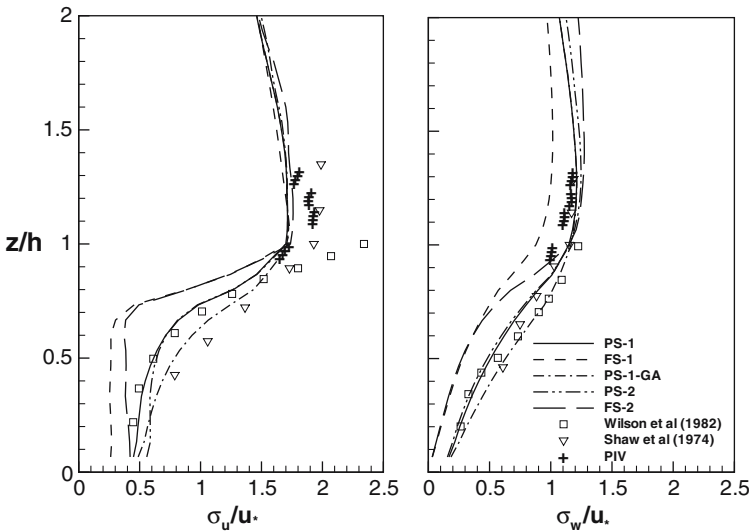 2
1.5
z/h
1
0.5
0
0
0.5
1
1.5
2
2.5
σu/u*
0
0.5
1
1.5
2
2.5
σw/u*
PS-1
FS-1
PS-1-GA
PS-2
FS-2
Wilson et al (1982)
Shaw et al (1974)
PIV